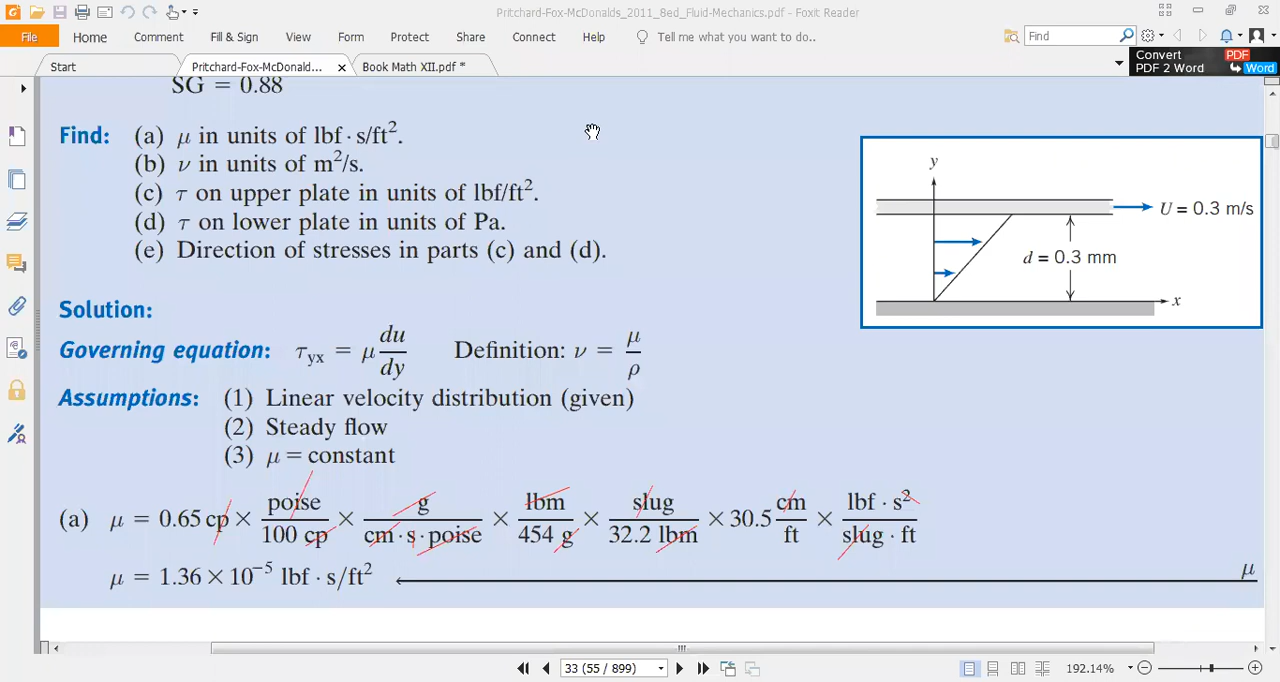 Pritchard-Fox-McDonalds_2011_8ed_Fluid-Mechanics.pdf - Foxit Reader
File Home Comment Fill & Sign View Form Protect Share Connect Help Tell me what you want to do.. Find
Start Pritchard-Fox-McDonald... Book Math XII.pdf * Convert PDF 2 Word PDF Word
SG = 0.88
Find: (a) μ in units of lbf · s/ft².
(b) ν in units of m²/s.
(c) τ on upper plate in units of lbf/ft².
(d) τ on lower plate in units of Pa.
(e) Direction of stresses in parts (c) and (d).
y
U = 0.3 m/s
d = 0.3 mm
x
Solution:
Governing equation: τyx = μ du/dy Definition: ν = μ/ρ
Assumptions: (1) Linear velocity distribution (given)
(2) Steady flow
(3) μ = constant
(a) μ = 0.65 cp × poise/100 cp × g/cm · s · poise × lbm/454 g × slug/32.2 lbm × 30.5 cm/ft × lbf · s²/slug · ft
μ = 1.36 × 10⁻⁵ lbf · s/ft² μ
33 (55 / 899) 192.14%